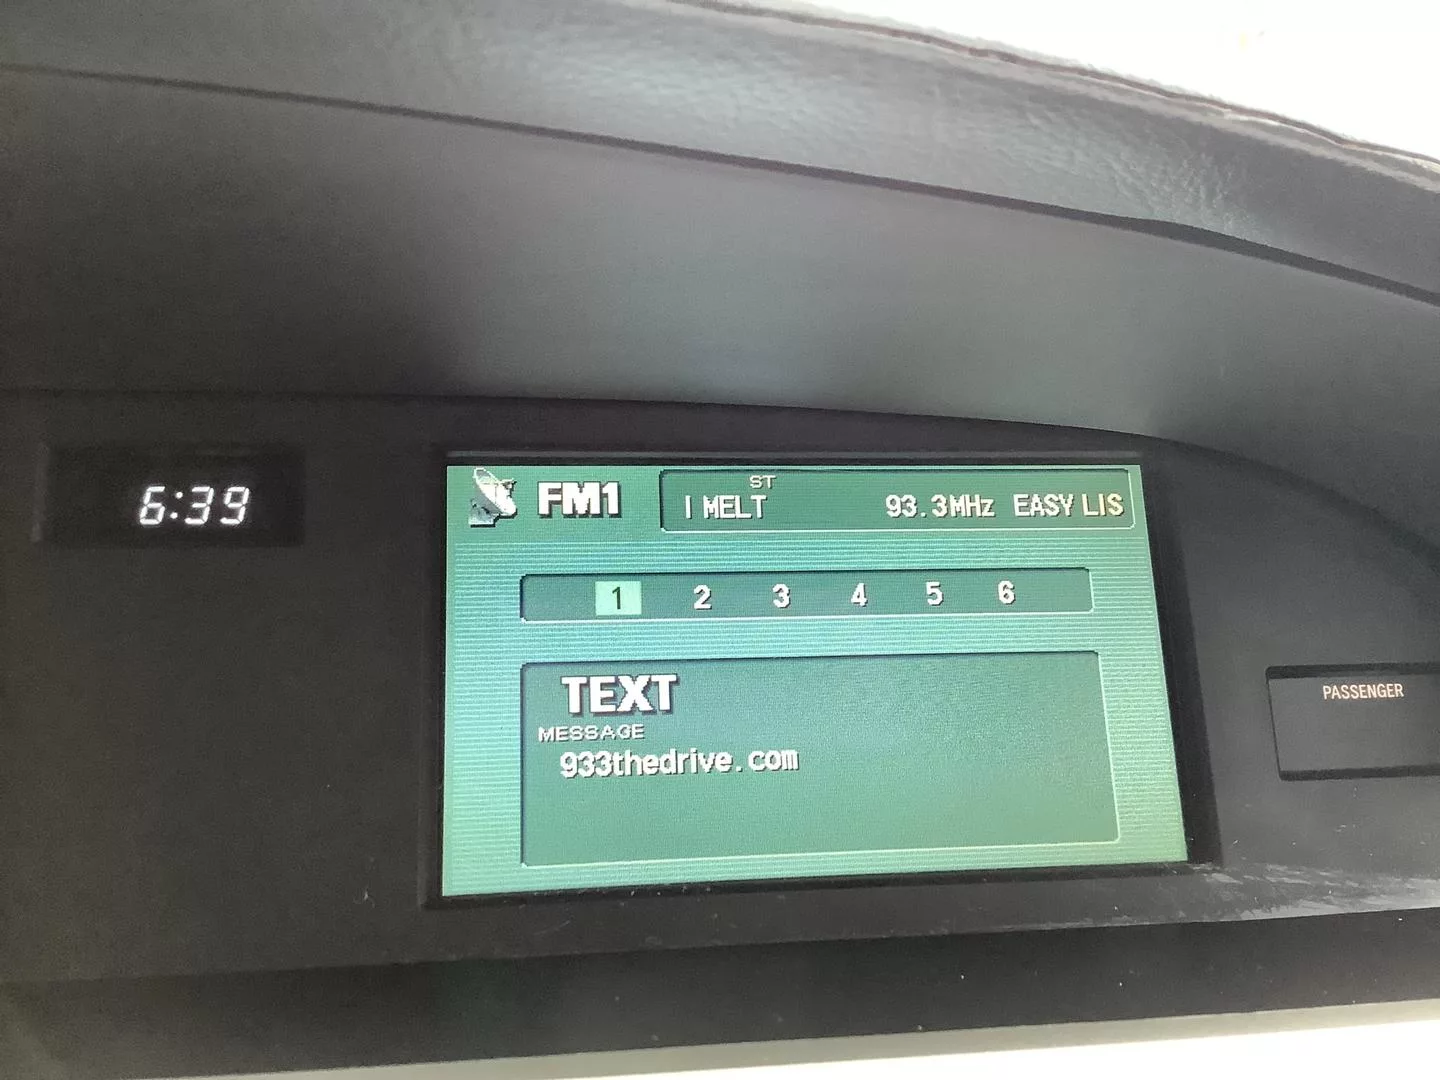 6:39
FM1
ST
I MELT 93.3MHz EASY LIS
1 2 3 4 5 6
TEXT
MESSAGE
933thedrive.com
PASSENGER